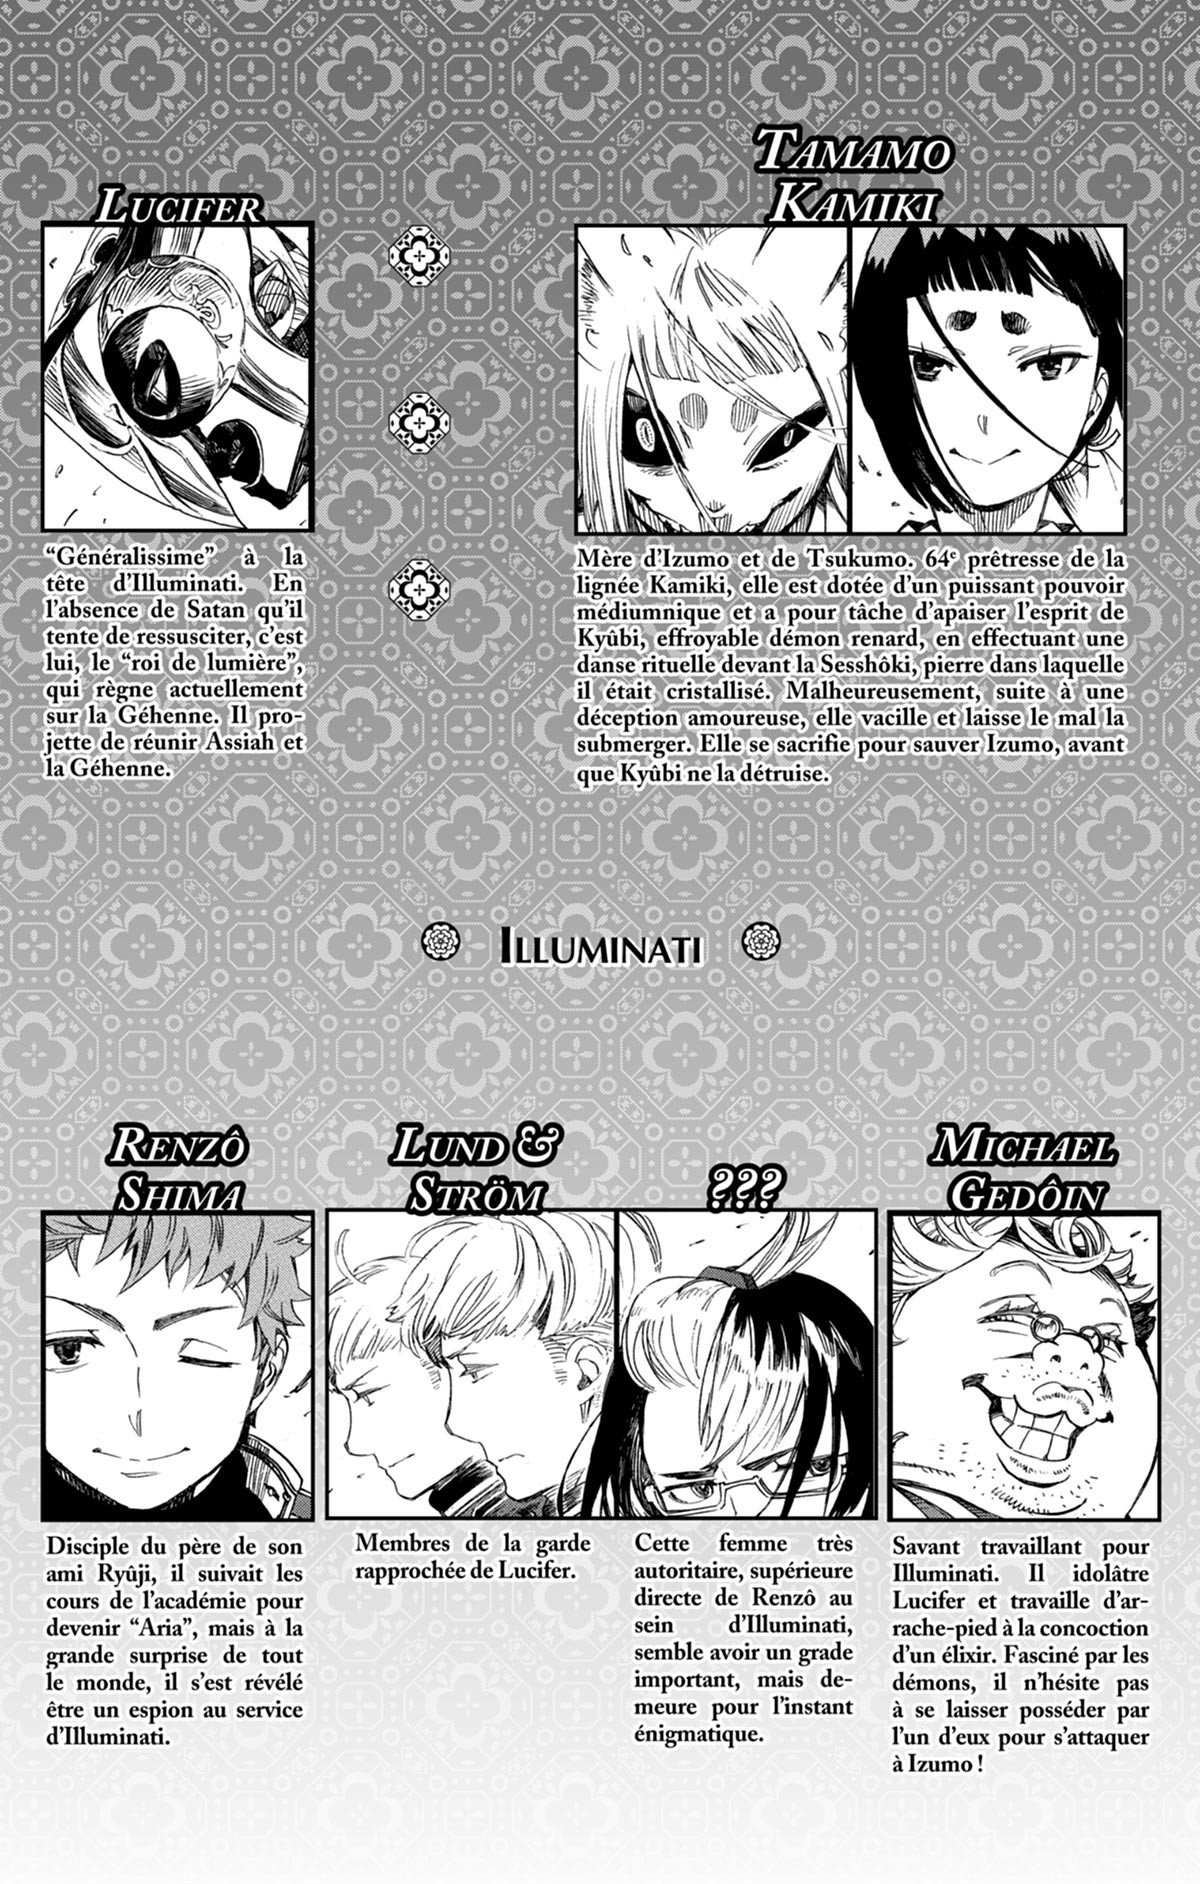 LUCIFER
“Généralissime” à la
tête d’Illuminati. En
l’absence de Satan qu’il
tente de ressusciter, c’est
lui, le “roi de lumière”,
qui règne actuellement
sur la Géhenne. Il pro-
jette de réunir Assiah et
la Géhenne.
TAMAMO
KAMIKI
Mère d’Izumo et de Tsukumo. 64e prêtresse de la
lignée Kamiki, elle est dotée d’un puissant pouvoir
médiumnique et a pour tâche d’apaiser l’esprit de
Kyûbi, effroyable démon renard, en effectuant une
danse rituelle devant la Sesshôki, pierre dans laquelle
il était cristallisé. Malheureusement, suite à une
déception amoureuse, elle vacille et laisse le mal la
submerger. Elle se sacrifie pour sauver Izumo, avant
que Kyûbi ne la détruise.
ILLUMINATI
RENZÔ
SHIMA
Disciple du père de son
ami Ryûji, il suivait les
cours de l’académie pour
devenir “Aria”, mais à la
grande surprise de tout
le monde, il s’est révélé
être un espion au service
d’Illuminati.
LUND &
STRÖM
Membres de la garde
rapprochée de Lucifer.
???
Cette femme très
autoritaire, supérieure
directe de Renzô au
sein d’Illuminati,
semble avoir un grade
important, mais de-
meure pour l’instant
énigmatique.
MICHAEL
GEDÔIN
Savant travaillant pour
Illuminati. Il idolâtre
Lucifer et travaille d’ar-
rache-pied à la concoction
d’un élixir. Fasciné par les
démons, il n’hésite pas
à se laisser posséder par
l’un d’eux pour s’attaquer
à Izumo !